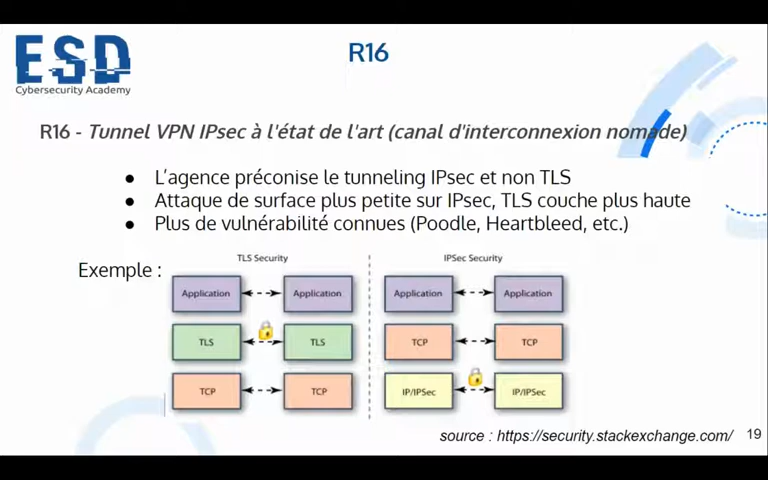 ESD
Cybersecurity Academy
R16
R16 - Tunnel VPN IPsec à l'état de l'art (canal d'interconnexion nomade)
● L’agence préconise le tunneling IPsec et non TLS
● Attaque de surface plus petite sur IPsec, TLS couche plus haute
● Plus de vulnérabilité connues (Poodle, Heartbleed, etc.)
Exemple :
TLS Security
Application Application
TLS TLS
TCP TCP
IPSec Security
Application Application
TCP TCP
IP/IPSec IP/IPSec
source : https://security.stackexchange.com/
19